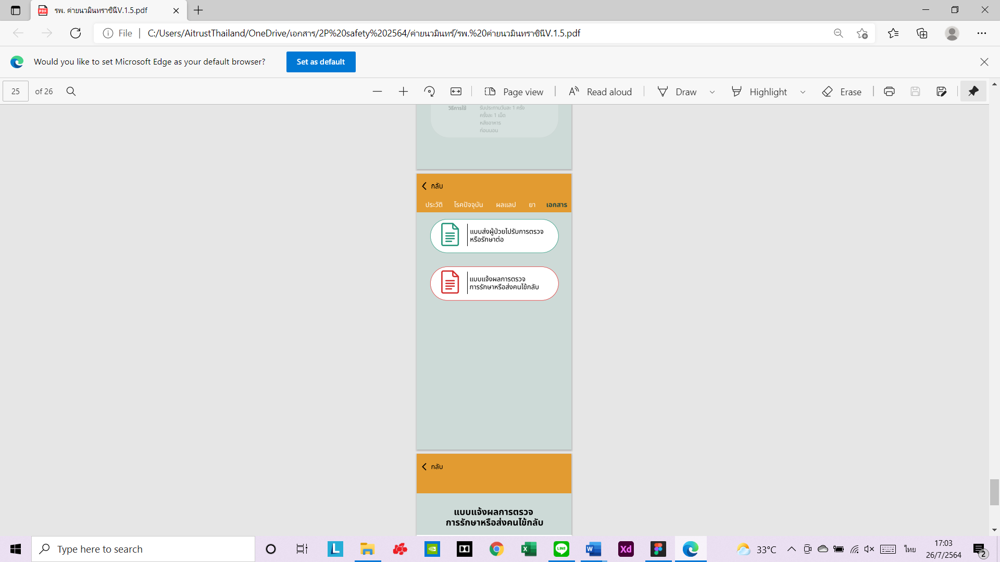 รพ. ค่ายนวมินทราชินีV.1.5.pdf
File
C:/Users/AitrustThailand/OneDrive/เอกสาร/2P%20safety%202564/ค่ายนวมินทร์/รพ.%20ค่ายนวมินทราชินีV.1.5.pdf
Would you like to set Microsoft Edge as your default browser?
Set as default
25 of 26
Page view
Read aloud
Draw
Highlight
Erase
วิธีการใช้ รับประทานวันละ 1 ครั้ง
ครั้งละ 1 เม็ด
หลังอาหาร
ก่อนนอน
กลับ
ประวัติ โรคปัจจุบัน ผลแลป ยา เอกสาร
แบบส่งผู้ป่วยไปรับการตรวจ
หรือรักษาต่อ
แบบแจ้งผลการตรวจ
การรักษาหรือส่งคนไข้กลับ
กลับ
แบบแจ้งผลการตรวจ
การรักษาหรือส่งคนไข้กลับ
Type here to search
33°C
ไทย
17:03
26/7/2564
2